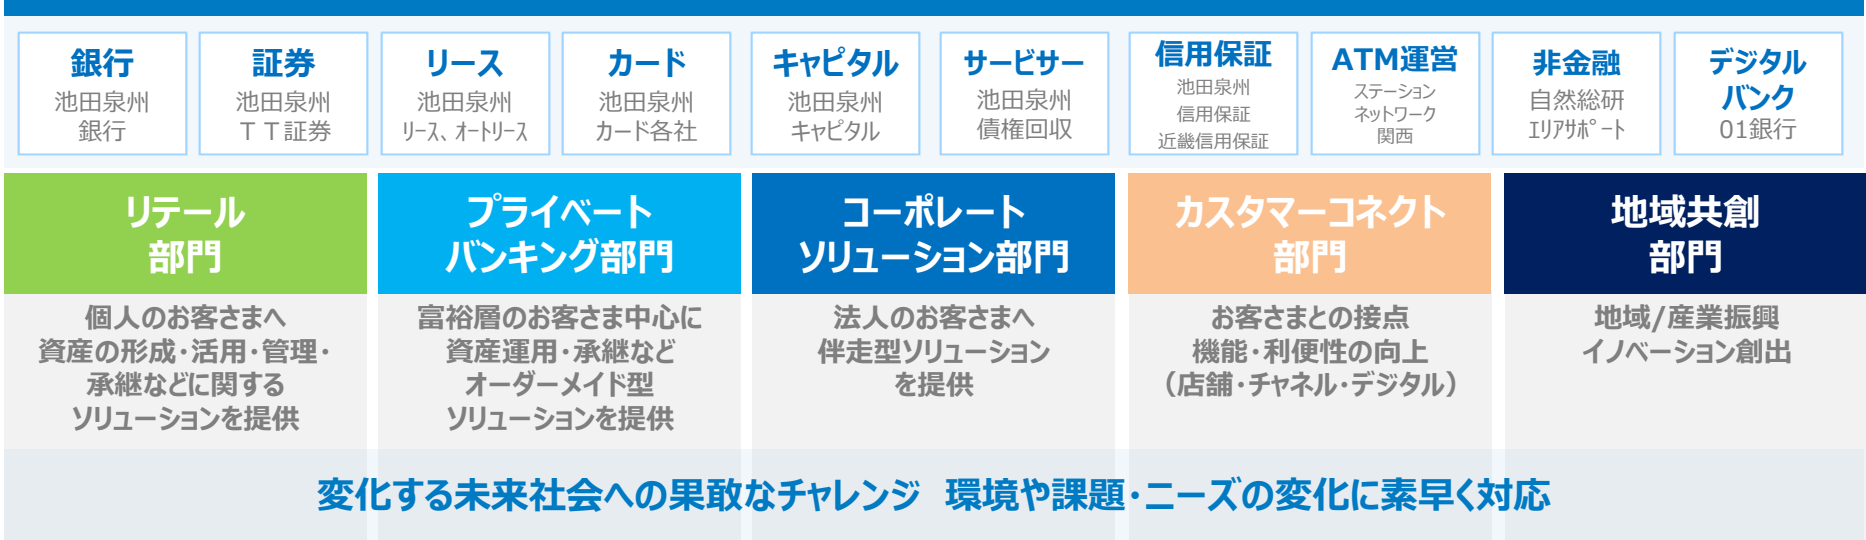 銀行
池田泉州
銀行
証券
池田泉州
ＴＴ証券
リース
池田泉州
リース、オートリース
カード
池田泉州
カード各社
キャピタル
池田泉州
キャピタル
サービサー
池田泉州
債権回収
信用保証
池田泉州
信用保証
近畿信用保証
ATM運営
ステーション
ネットワーク
関西
非金融
自然総研
エリアサポート
デジタル
バンク
01銀行
リテール
部門
個人のお客さまへ
資産の形成・活用・管理・
承継などに関する
ソリューションを提供
プライベート
バンキング部門
富裕層のお客さま中心に
資産運用・承継など
オーダーメイド型
ソリューションを提供
コーポレート
ソリューション部門
法人のお客さまへ
伴走型ソリューション
を提供
カスタマーコネクト
部門
お客さまとの接点
機能・利便性の向上
（店舗・チャネル・デジタル）
地域共創
部門
地域/産業振興
イノベーション創出
変化する未来社会への果敢なチャレンジ　環境や課題・ニーズの変化に素早く対応